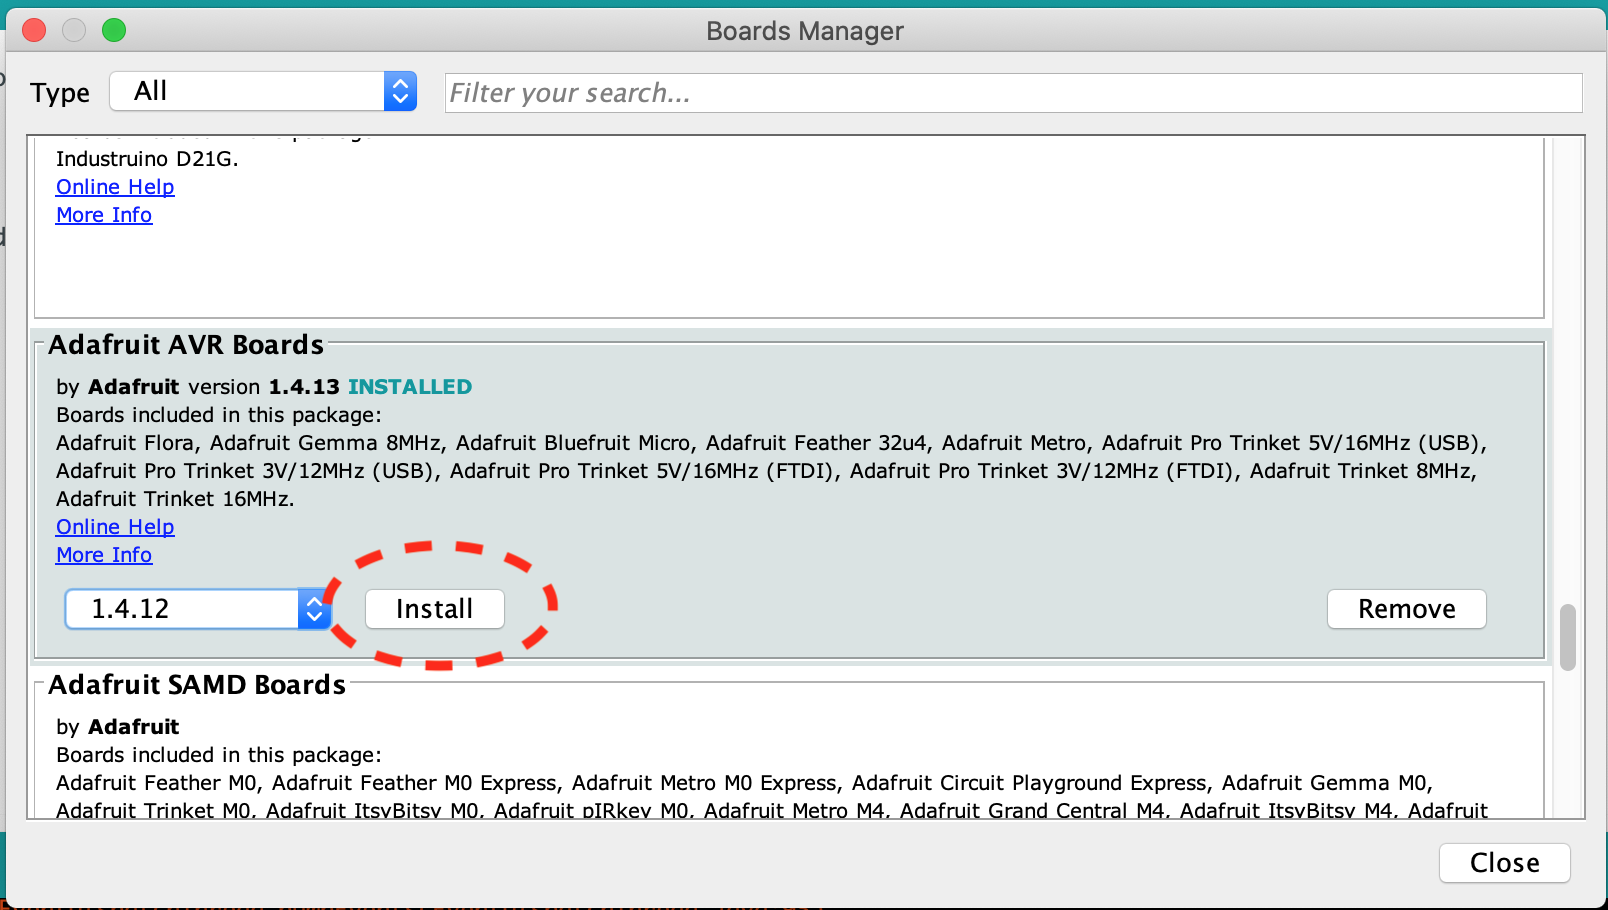 Boards Manager
Type All Filter your search...
Industruino D21G.
Online Help
More Info
Adafruit AVR Boards
by Adafruit version 1.4.13 INSTALLED
Boards included in this package:
Adafruit Flora, Adafruit Gemma 8MHz, Adafruit Bluefruit Micro, Adafruit Feather 32u4, Adafruit Metro, Adafruit Pro Trinket 5V/16MHz (USB),
Adafruit Pro Trinket 3V/12MHz (USB), Adafruit Pro Trinket 5V/16MHz (FTDI), Adafruit Pro Trinket 3V/12MHz (FTDI), Adafruit Trinket 8MHz,
Adafruit Trinket 16MHz.
Online Help
More Info
1.4.12 Install Remove
Adafruit SAMD Boards
by Adafruit
Boards included in this package:
Adafruit Feather M0, Adafruit Feather M0 Express, Adafruit Metro M0 Express, Adafruit Circuit Playground Express, Adafruit Gemma M0,
Adafruit Trinket M0, Adafruit ItsyBitsy M0, Adafruit pIRkey M0, Adafruit Metro M4, Adafruit Grand Central M4, Adafruit ItsyBitsy M4, Adafruit
Close